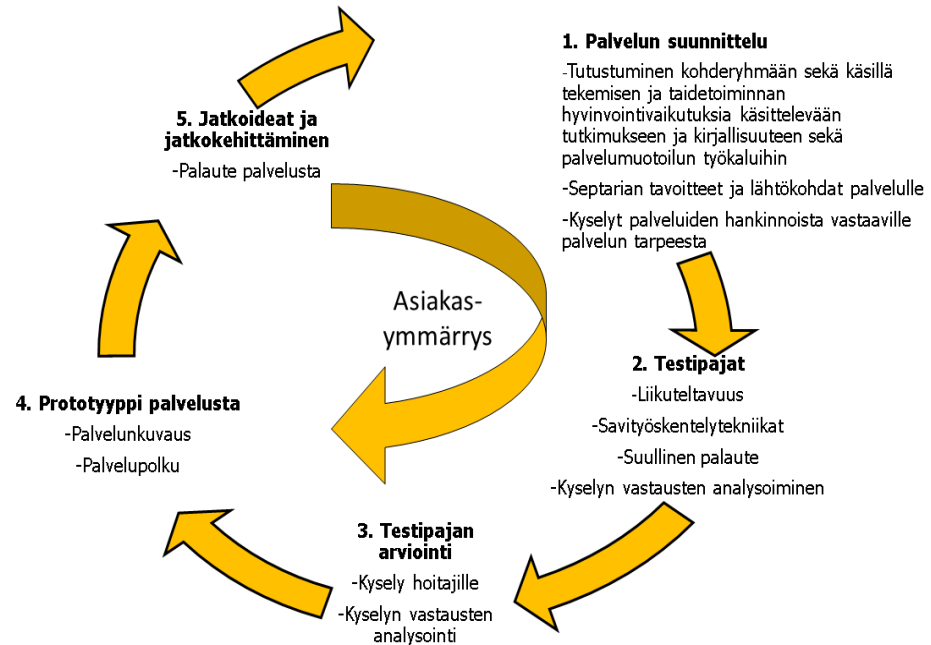 1. Palvelun suunnittelu
-Tutustuminen kohderyhmään sekä käsillä
tekemisen ja taidetoiminnan
hyvinvointivaikutuksia käsittelevään
tutkimukseen ja kirjallisuuteen sekä
palvelumuotoilun työkaluihin
-Septarian tavoitteet ja lähtökohdat palvelulle
-Kyselyt palveluiden hankinnoista vastaaville
palvelun tarpeesta
2. Testipajat
-Liikuteltavuus
-Savityöskentelytekniikat
-Suullinen palaute
-Kyselyn vastausten analysoiminen
3. Testipajan
arviointi
-Kysely hoitajille
-Kyselyn vastausten
analysointi
4. Prototyyppi palvelusta
-Palvelunkuvaus
-Palvelupolku
5. Jatkoideat ja
jatkokehittäminen
-Palaute palvelusta
Asiakas-
ymmärrys